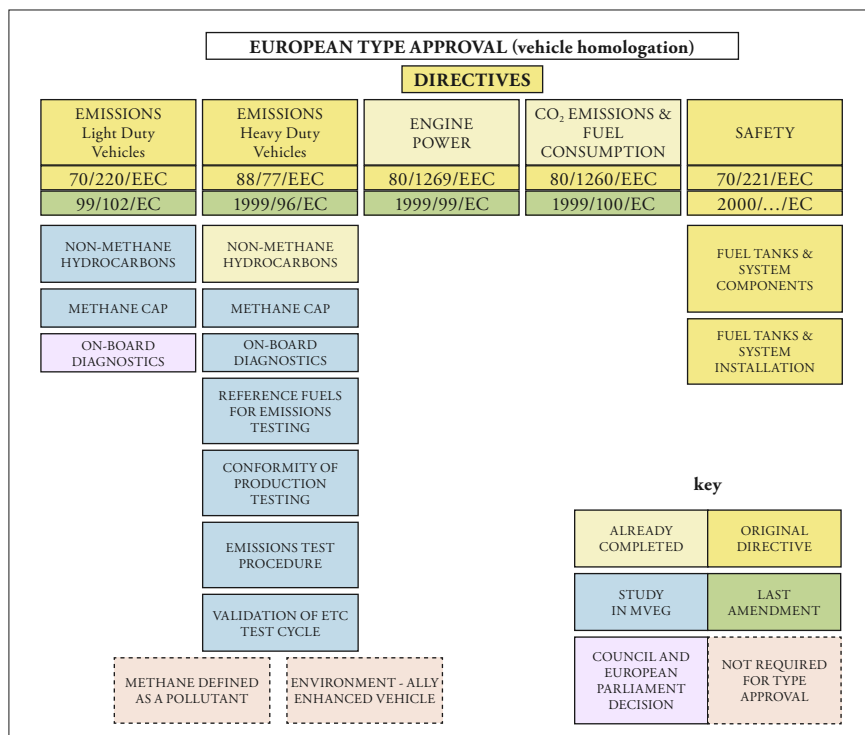 EUROPEAN TYPE APPROVAL (vehicle homologation)
DIRECTIVES
EMISSIONS
Light Duty
Vehicles
70/220/EEC
99/102/EC
EMISSIONS
Heavy Duty
Vehicles
88/77/EEC
1999/96/EC
ENGINE
POWER
80/1269/EEC
1999/99/EC
CO₂ EMISSIONS &
FUEL
CONSUMPTION
80/1260/EEC
1999/100/EC
SAFETY
70/221/EEC
2000/…/EC
NON-METHANE
HYDROCARBONS
METHANE CAP
ON-BOARD
DIAGNOSTICS
NON-METHANE
HYDROCARBONS
METHANE CAP
ON-BOARD
DIAGNOSTICS
REFERENCE FUELS
FOR EMISSIONS
TESTING
CONFORMITY OF
PRODUCTION
TESTING
EMISSIONS TEST
PROCEDURE
VALIDATION OF ETC
TEST CYCLE
FUEL TANKS &
SYSTEM
COMPONENTS
FUEL TANKS &
SYSTEM
INSTALLATION
METHANE DEFINED
AS A POLLUTANT
ENVIRONMENT - ALLY
ENHANCED VEHICLE
key
ALREADY
COMPLETED
ORIGINAL
DIRECTIVE
STUDY
IN MVEG
LAST
AMENDMENT
COUNCIL AND
EUROPEAN
PARLIAMENT
DECISION
NOT REQUIRED
FOR TYPE
APPROVAL